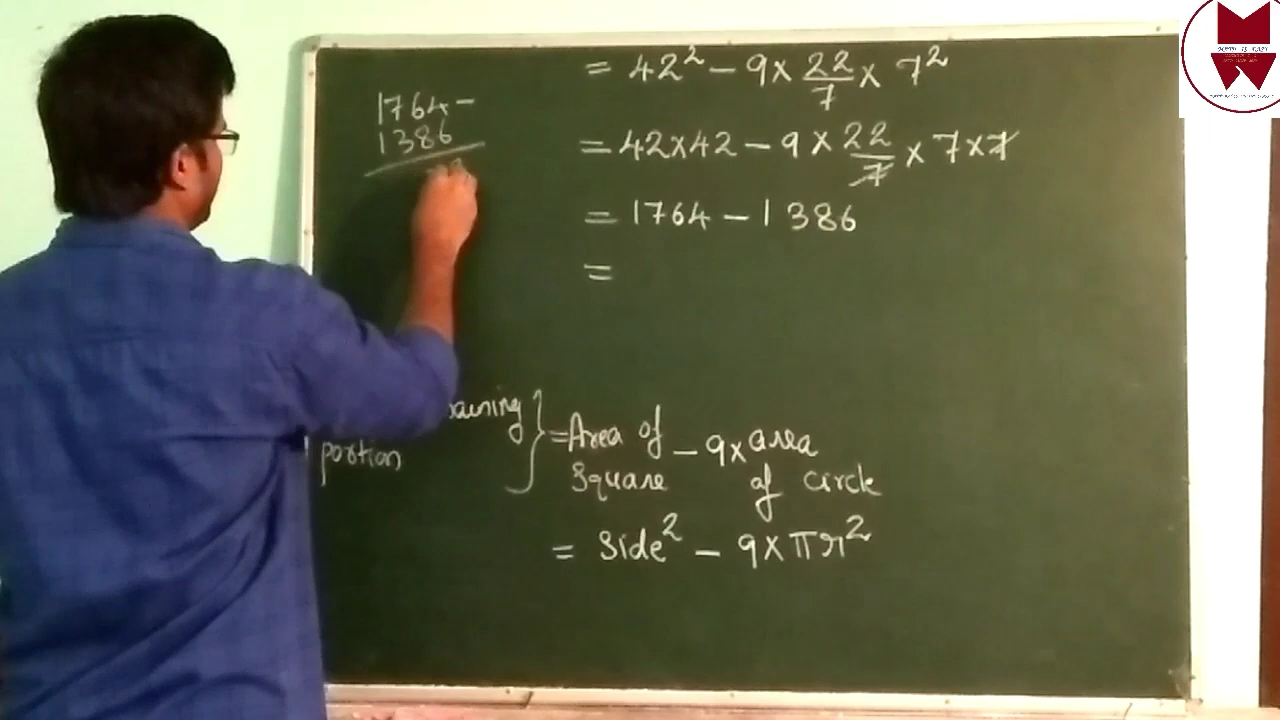 = 42² - 9 × 22/7 × 7²
1764 -
1386
= 42×42 - 9 × 22/7 × 7×7
= 1764 - 1386
=
portion } = Area of Square - 9 × area of circle
= Side² - 9 × πr²